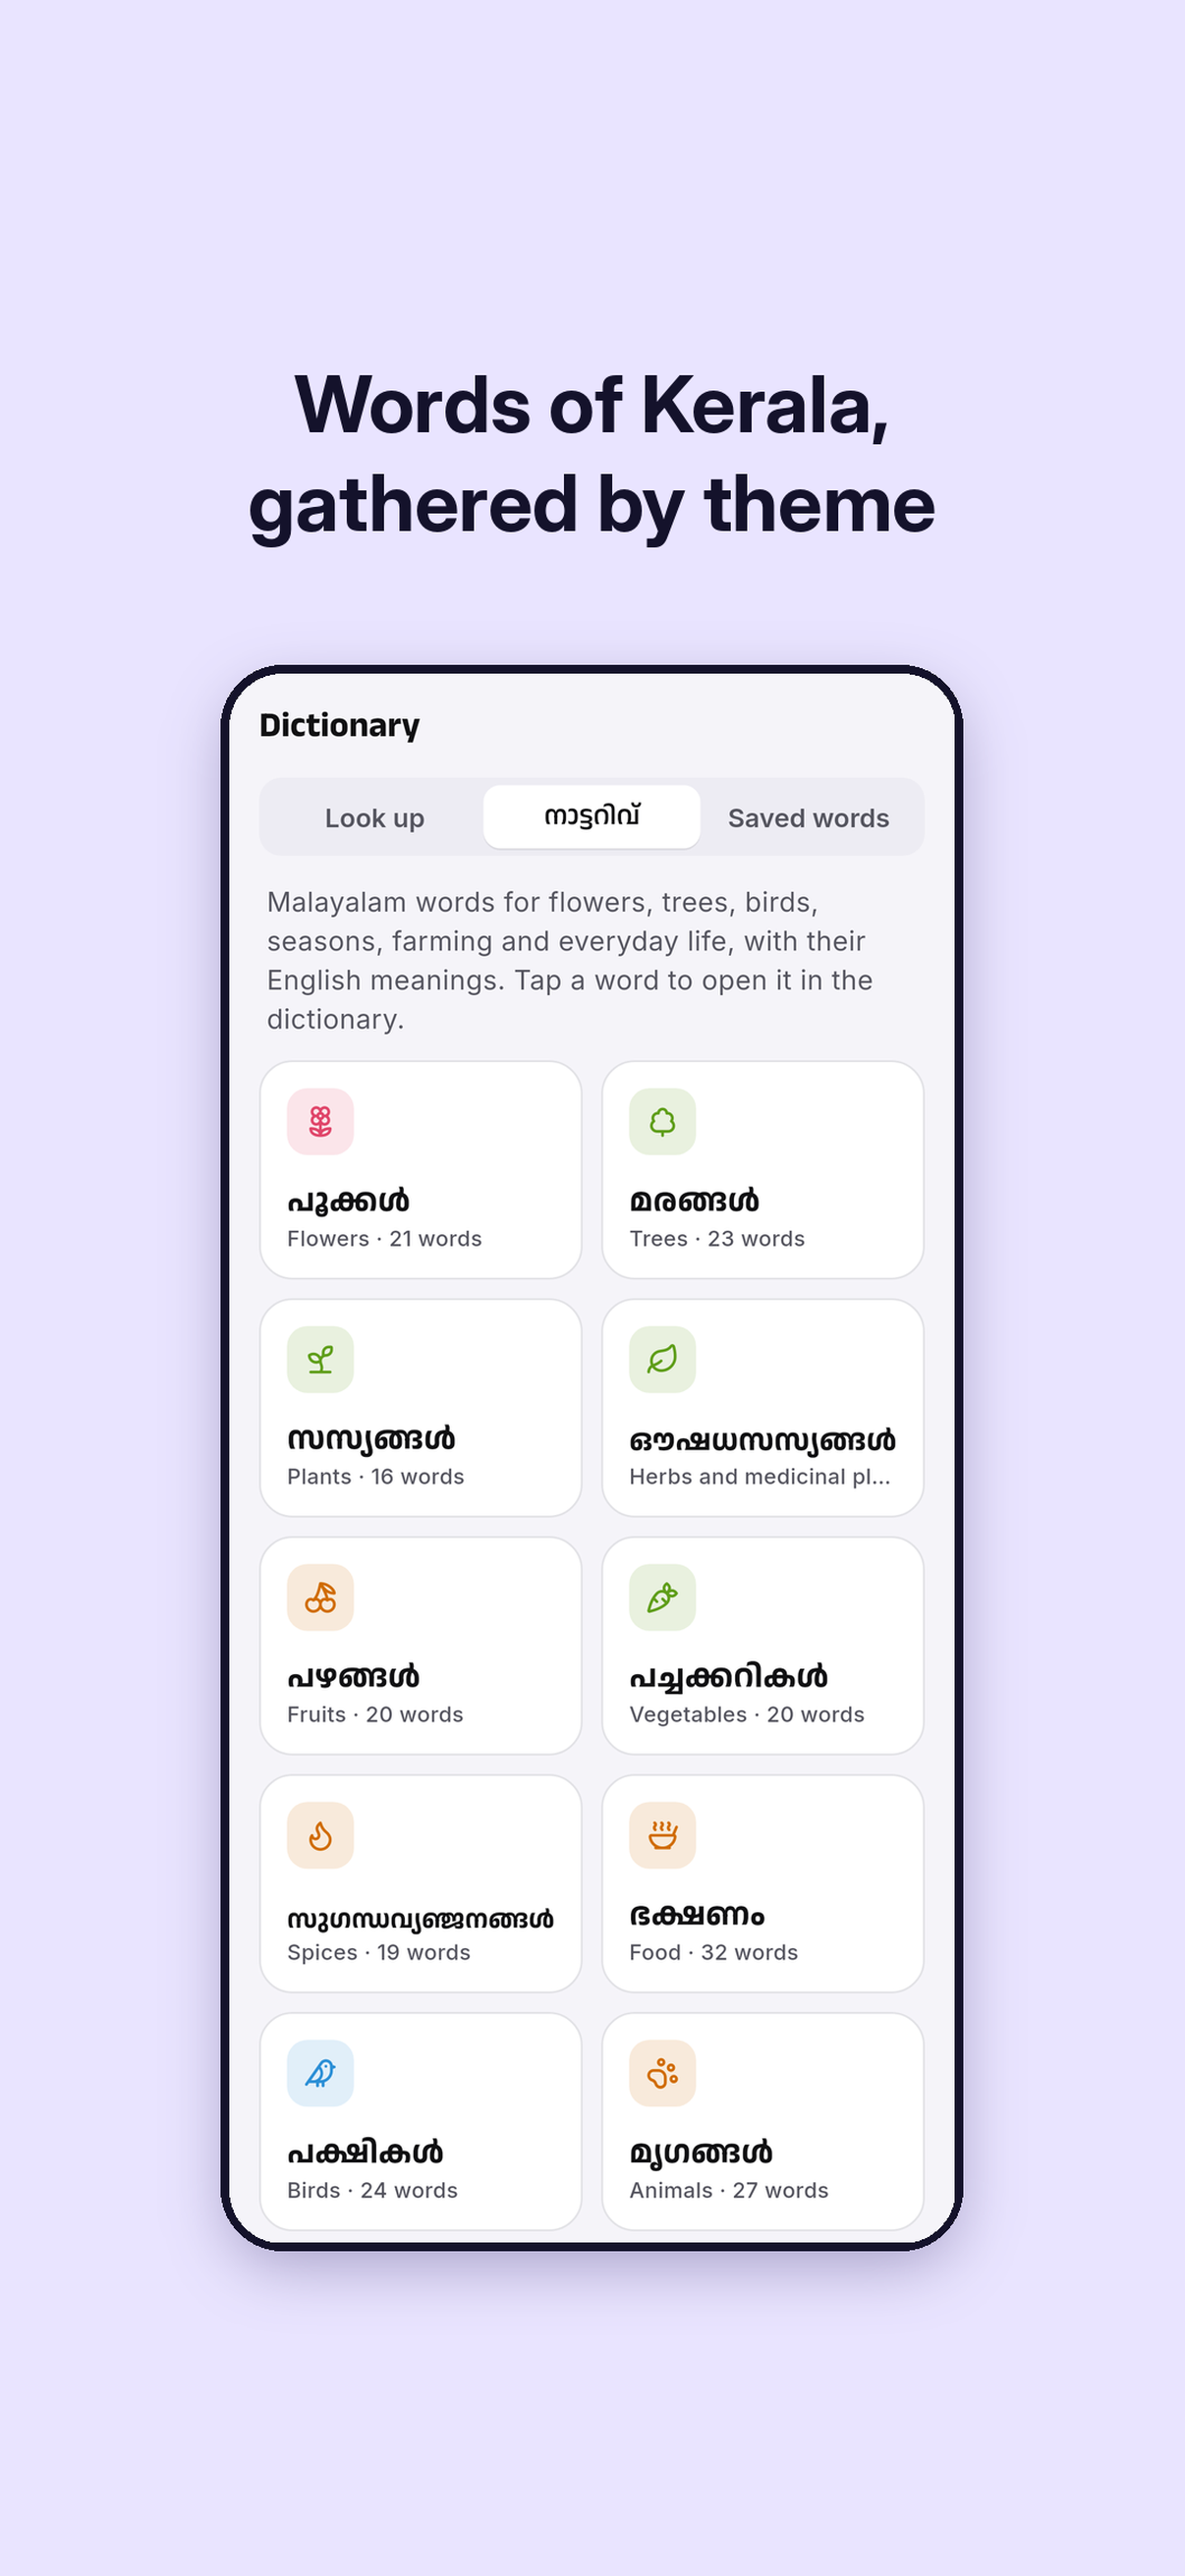 Words of Kerala,
gathered by theme
Dictionary
Look up
നാട്ടറിവ്
Saved words
Malayalam words for flowers, trees, birds,
seasons, farming and everyday life, with their
English meanings. Tap a word to open it in the
dictionary.
പൂക്കൾ
Flowers · 21 words
മരങ്ങൾ
Trees · 23 words
സസ്യങ്ങൾ
Plants · 16 words
ഔഷധസസ്യങ്ങൾ
Herbs and medicinal pl...
പഴങ്ങൾ
Fruits · 20 words
പച്ചക്കറികൾ
Vegetables · 20 words
സുഗന്ധവ്യഞ്ജനങ്ങൾ
Spices · 19 words
ഭക്ഷണം
Food · 32 words
പക്ഷികൾ
Birds · 24 words
മൃഗങ്ങൾ
Animals · 27 words